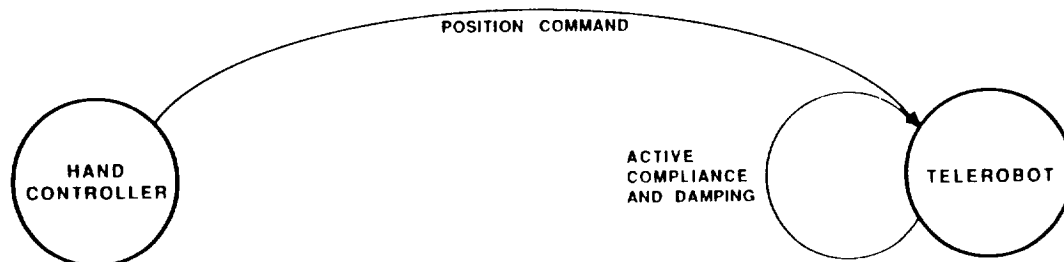 POSITION COMMAND
HAND
CONTROLLER
ACTIVE
COMPLIANCE
AND DAMPING
TELEROBOT